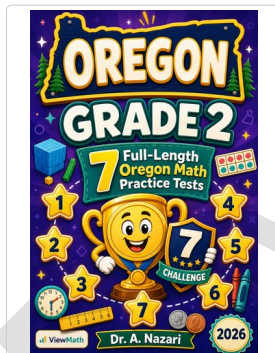 OREGON
GRADE 2
7 Full-Length
Oregon Math
Practice Tests
1
4
2
5
3
6
7
7
CHALLENGE
ViewMath
Dr. A. Nazari
2026